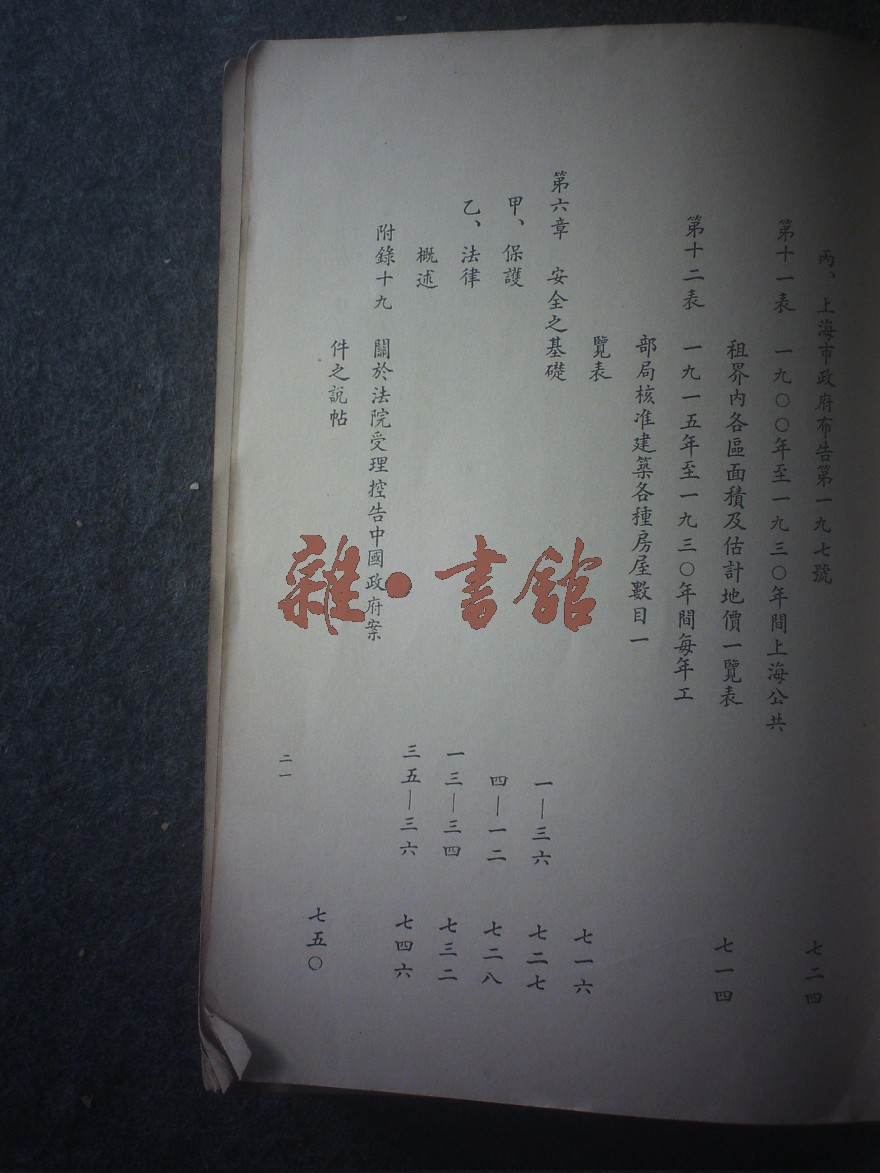 丙、上海市政府布告第一九七號 七二四
第十一表 一九〇〇年至一九三〇年間上海公共
租界內各區面積及估計地價一覽表 七一四
第十二表 一九一五年至一九三〇年間每年工
部局核准建築各種房屋數目一
覽表 七一六
第六章 安全之基礎 一—三六 七二七
甲、保護 四—一二 七二八
乙、法律 一三—三四 七三二
概述 三五—三六 七四六
附錄十九 關於法院受理控告中國政府案
件之說帖 七五〇
二一
雜·書館